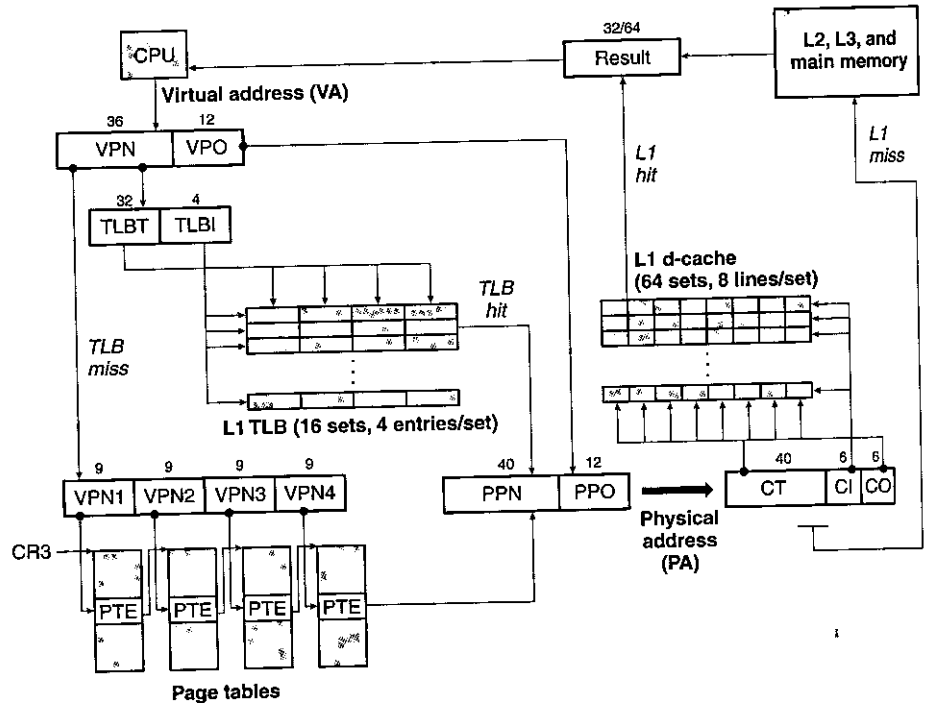 32/64
CPU
Result
L2, L3, and
main memory
Virtual address (VA)
36 12
VPN VPO
L1
hit
L1
miss
32 4
TLBT TLBI
L1 d-cache
(64 sets, 8 lines/set)
TLB
hit
TLB
miss
L1 TLB (16 sets, 4 entries/set)
9 9 9 9
VPN1 VPN2 VPN3 VPN4
40 12
PPN PPO
40 6 6
CT CI CO
Physical
address
(PA)
CR3
PTE PTE PTE PTE
Page tables